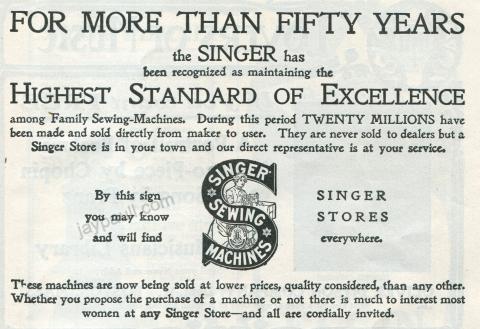 FOR MORE THAN FIFTY YEARS
the SINGER has
been recognized as maintaining the
HIGHEST STANDARD OF EXCELLENCE
among Family Sewing-Machines. During this period TWENTY MILLIONS have
been made and sold directly from maker to user. They are never sold to dealers but a
Singer Store is in your town and our direct representative is at your service.
By this sign
you may know
and will find
SINGER
SEWING
MACHINES
SINGER
STORES
everywhere.
jaypaull.com
These machines are now being sold at lower prices, quality considered, than any other.
Whether you propose the purchase of a machine or not there is much to interest most
women at any Singer Store—and all are cordially invited.